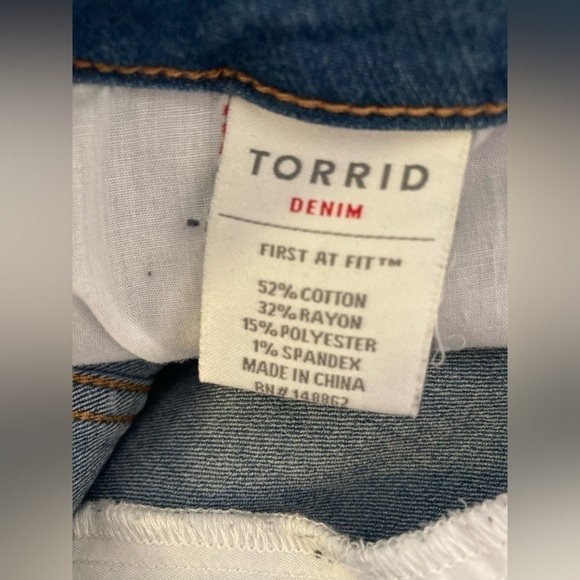 TORRID
DENIM
FIRST AT FIT™
52% COTTON
32% RAYON
15% POLYESTER
1% SPANDEX
MADE IN CHINA
RN# 148862